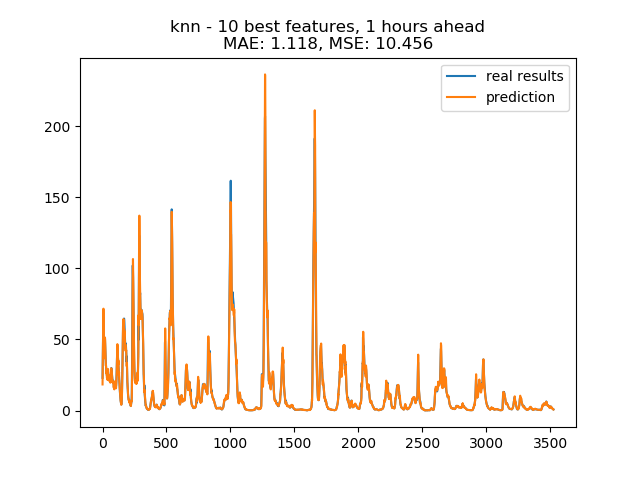 knn - 10 best features, 1 hours ahead
MAE: 1.118, MSE: 10.456
real results
prediction
200
150
100
50
0
0 500 1000 1500 2000 2500 3000 3500